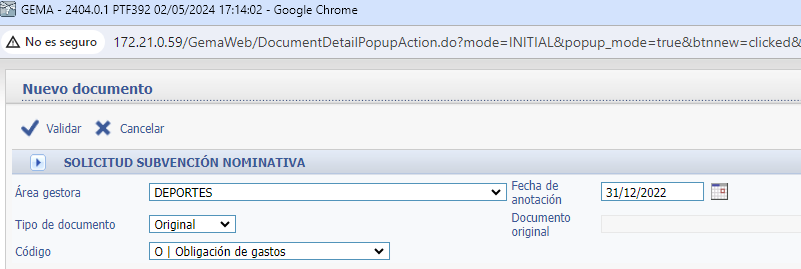 GEMA - 2404.0.1 PTF392 02/05/2024 17:14:02 - Google Chrome
No es seguro 172.21.0.59/GemaWeb/DocumentDetailPopupAction.do?mode=INITIAL&popup_mode=true&btnnew=clicked&
Nuevo documento
Validar Cancelar
SOLICITUD SUBVENCIÓN NOMINATIVA
Área gestora DEPORTES Fecha de anotación 31/12/2022
Tipo de documento Original Documento original
Código O | Obligación de gastos